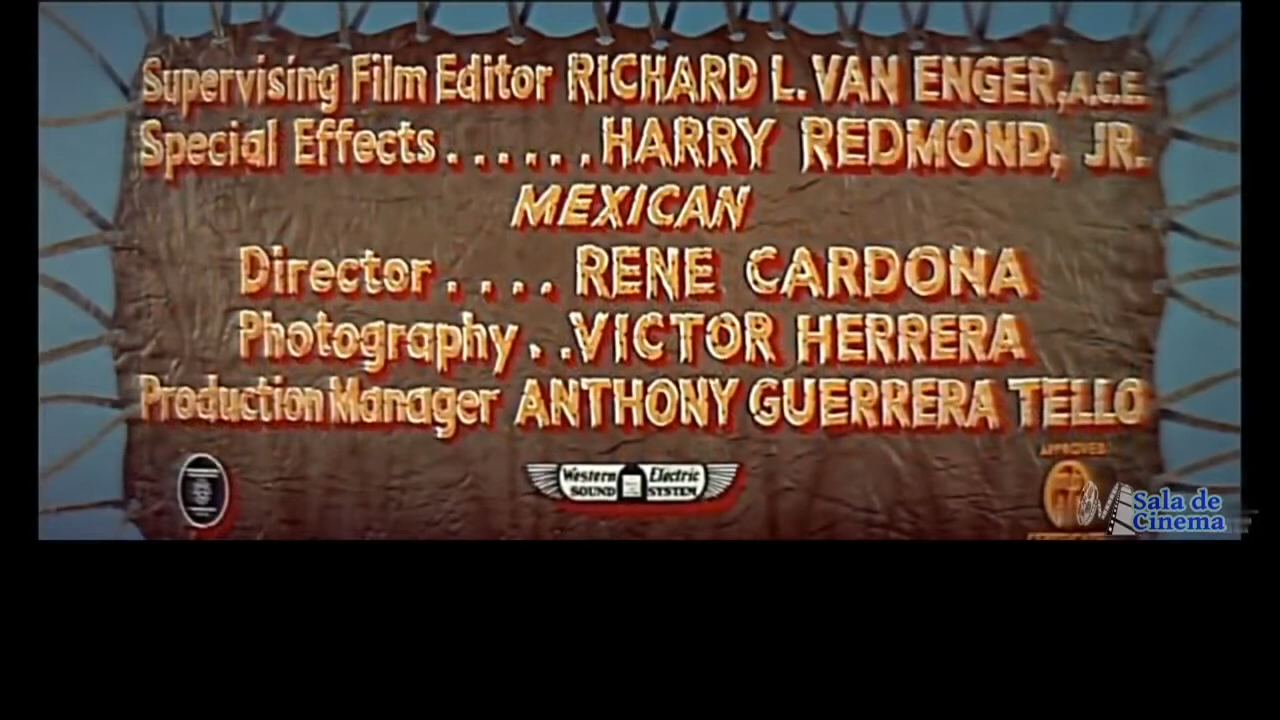 Supervising Film Editor RICHARD L. VAN ENGER, A.C.E.
Special Effects . . . . . . HARRY REDMOND, JR.
MEXICAN
Director . . . . RENE CARDONA
Photography . . VICTOR HERRERA
Production Manager ANTHONY GUERRERA TELLO
Western Electric
SOUND SYSTEM
APPROVED
Sala de
Cinema